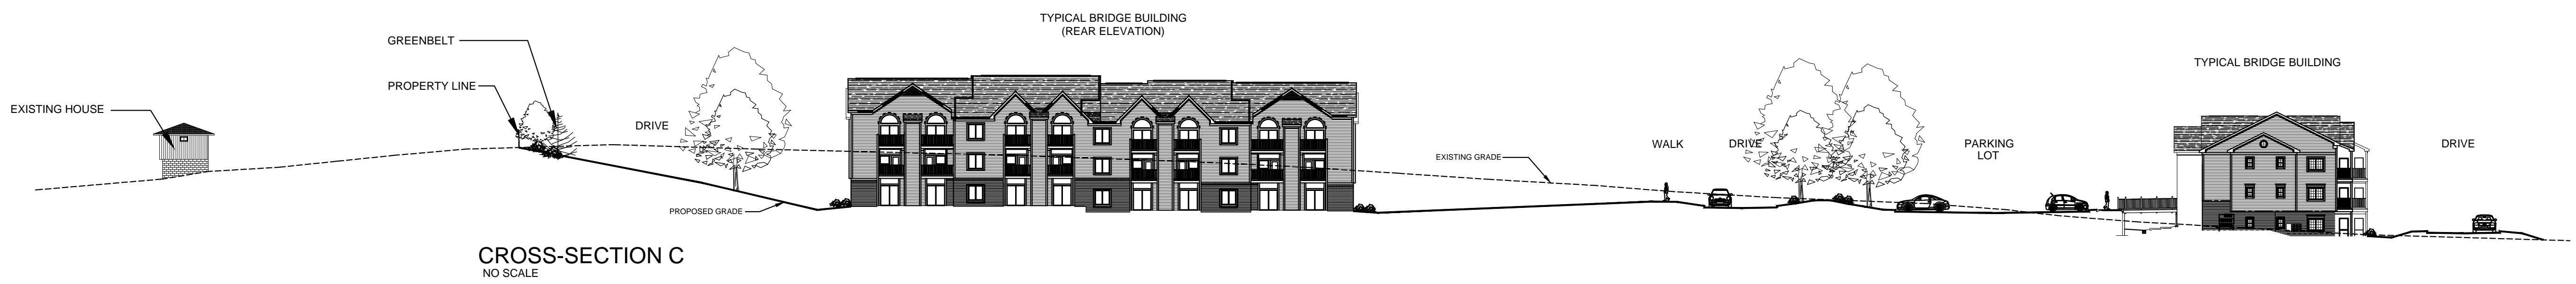 TYPICAL BRIDGE BUILDING
(REAR ELEVATION)
GREENBELT
PROPERTY LINE
EXISTING HOUSE
DRIVE
TYPICAL BRIDGE BUILDING
EXISTING GRADE
WALK
DRIVE
PARKING
LOT
DRIVE
PROPOSED GRADE
CROSS-SECTION C
NO SCALE